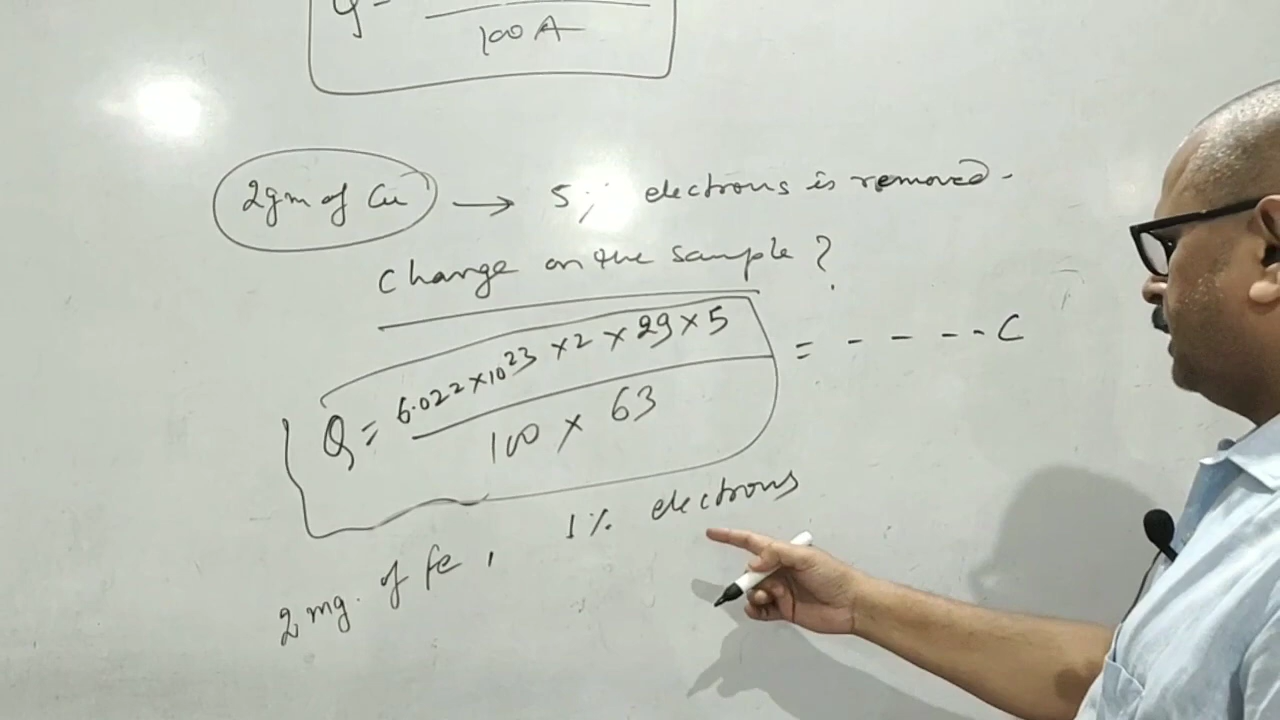 Q =
100 A
2gm of Cu → 5% electrons is removed.
Charge on the sample?
Q = 6.022×10²³ ×2 × 29×5 = - - - - C
100 × 63
2 mg. of fe, 1% electrons